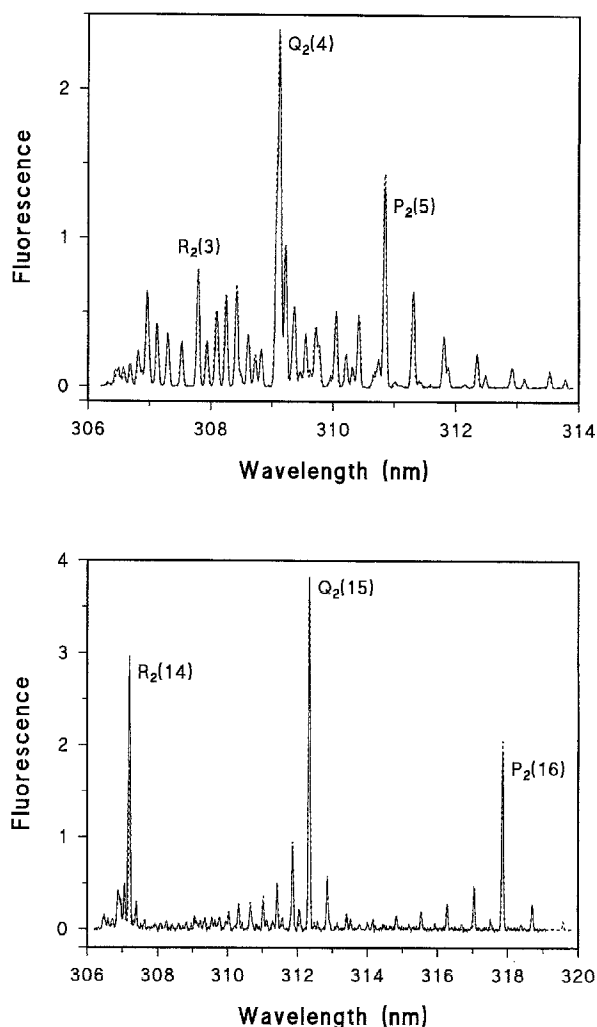 Q₂(4)
P₂(5)
R₂(3)
Fluorescence
2
1
0
306 308 310 312 314
Wavelength (nm)
Q₂(15)
R₂(14)
P₂(16)
Fluorescence
4
3
2
1
0
306 308 310 312 314 316 318 320
Wavelength (nm)